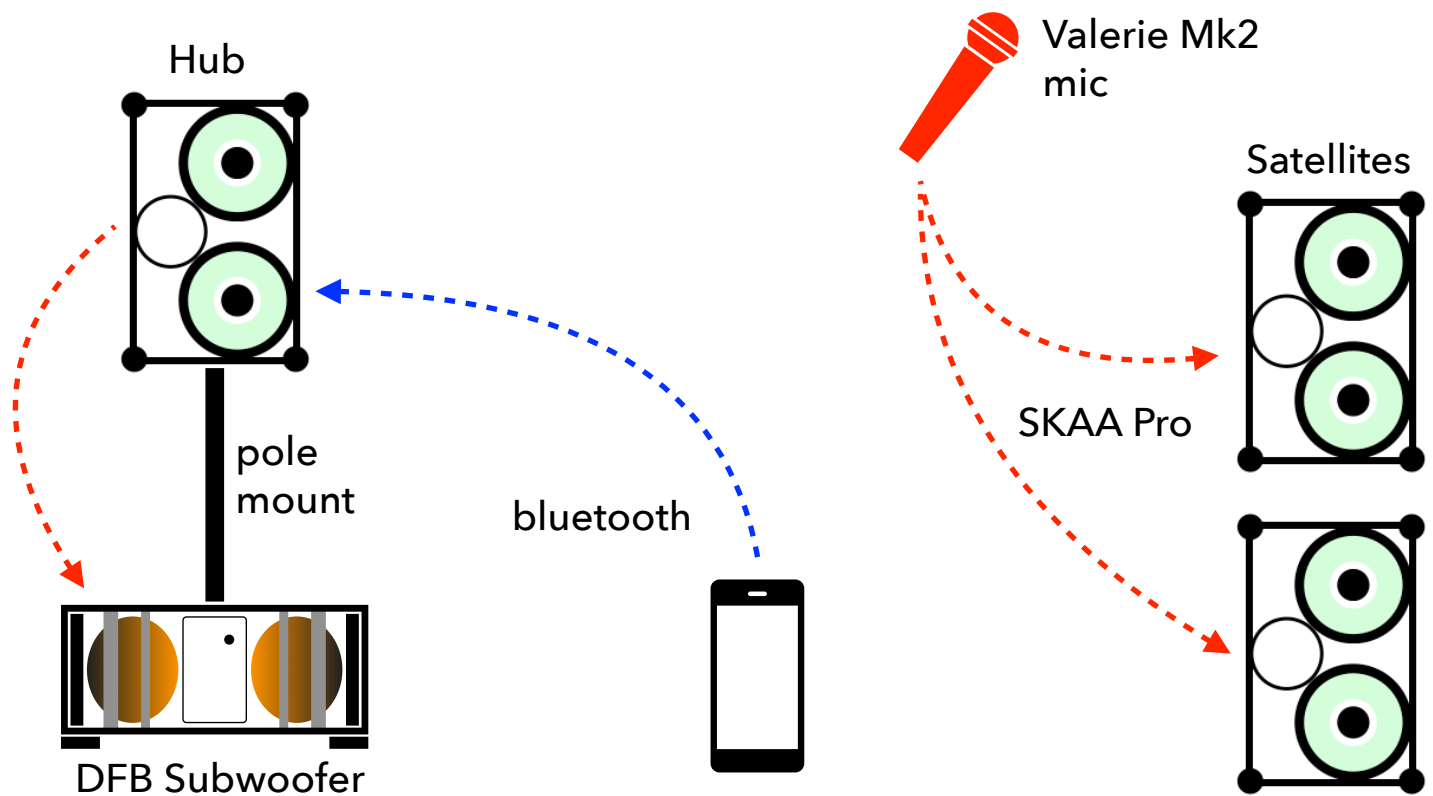 Hub
Valerie Mk2
mic
Satellites
SKAA Pro
pole
mount
bluetooth
DFB Subwoofer